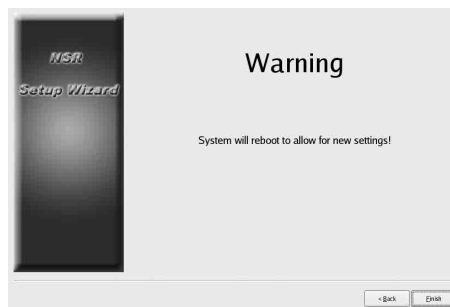 NSR
Setup Wizard
Warning
System will reboot to allow for new settings!
< Back
Finish